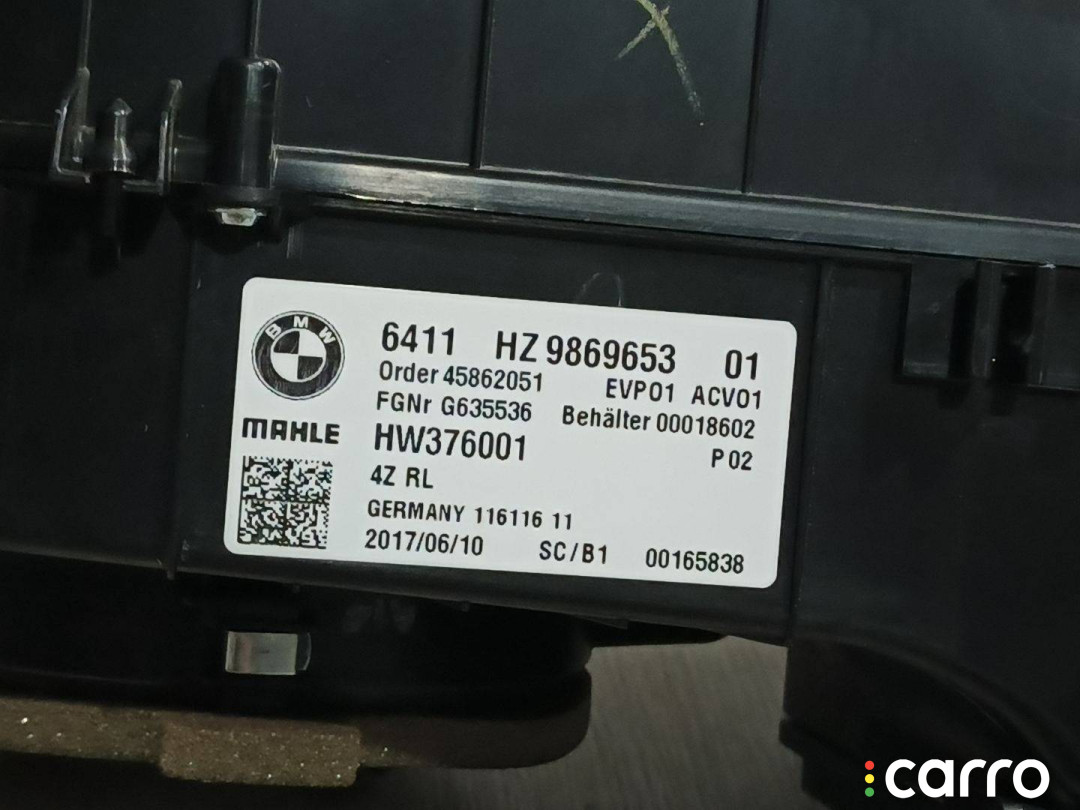 BMW
6411 HZ 9869653 01
Order 45862051 EVP01 ACV01
FGNr G635536 Behälter 00018602
MAHLE HW376001 P 02
4Z RL
GERMANY 116116 11
2017/06/10 SC/B1 00165838
carro